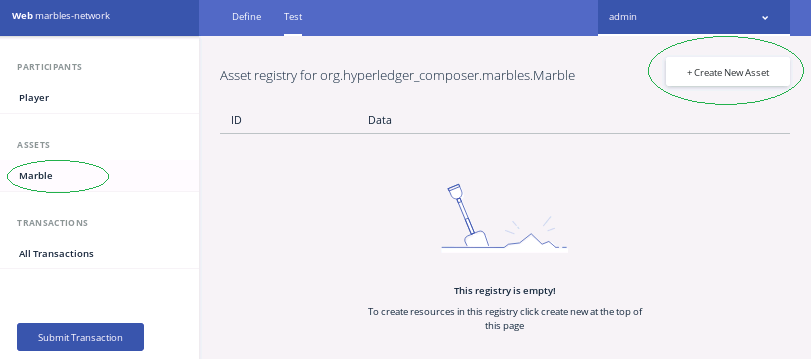 Web marbles-network
Define
Test
admin
PARTICIPANTS
Player
ASSETS
Marble
TRANSACTIONS
All Transactions
Submit Transaction
Asset registry for org.hyperledger_composer.marbles.Marble
+ Create New Asset
ID
Data
This registry is empty!
To create resources in this registry click create new at the top of
this page